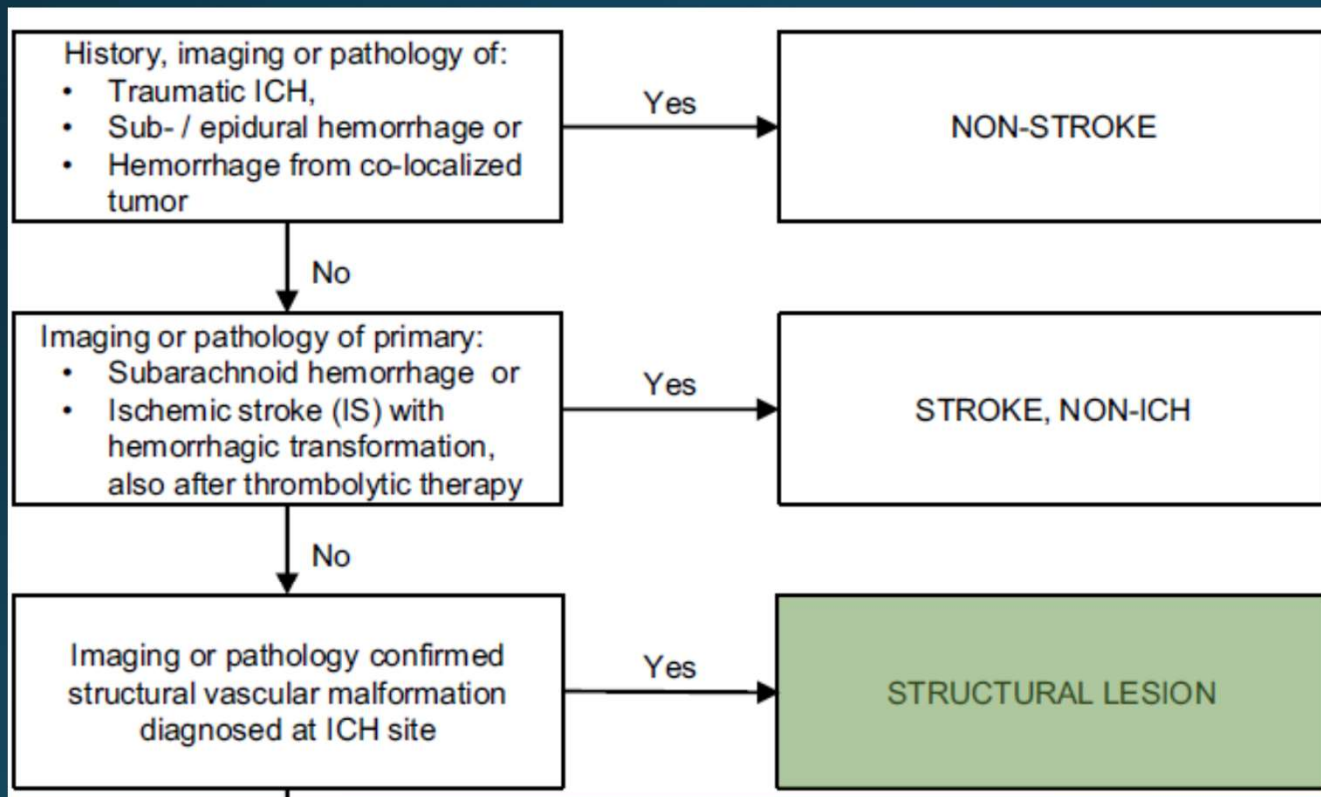 History, imaging or pathology of:
• Traumatic ICH,
• Sub- / epidural hemorrhage or
• Hemorrhage from co-localized
tumor
Yes
NON-STROKE
No
Imaging or pathology of primary:
• Subarachnoid hemorrhage or
• Ischemic stroke (IS) with
hemorrhagic transformation,
also after thrombolytic therapy
Yes
STROKE, NON-ICH
No
Imaging or pathology confirmed
structural vascular malformation
diagnosed at ICH site
Yes
STRUCTURAL LESION